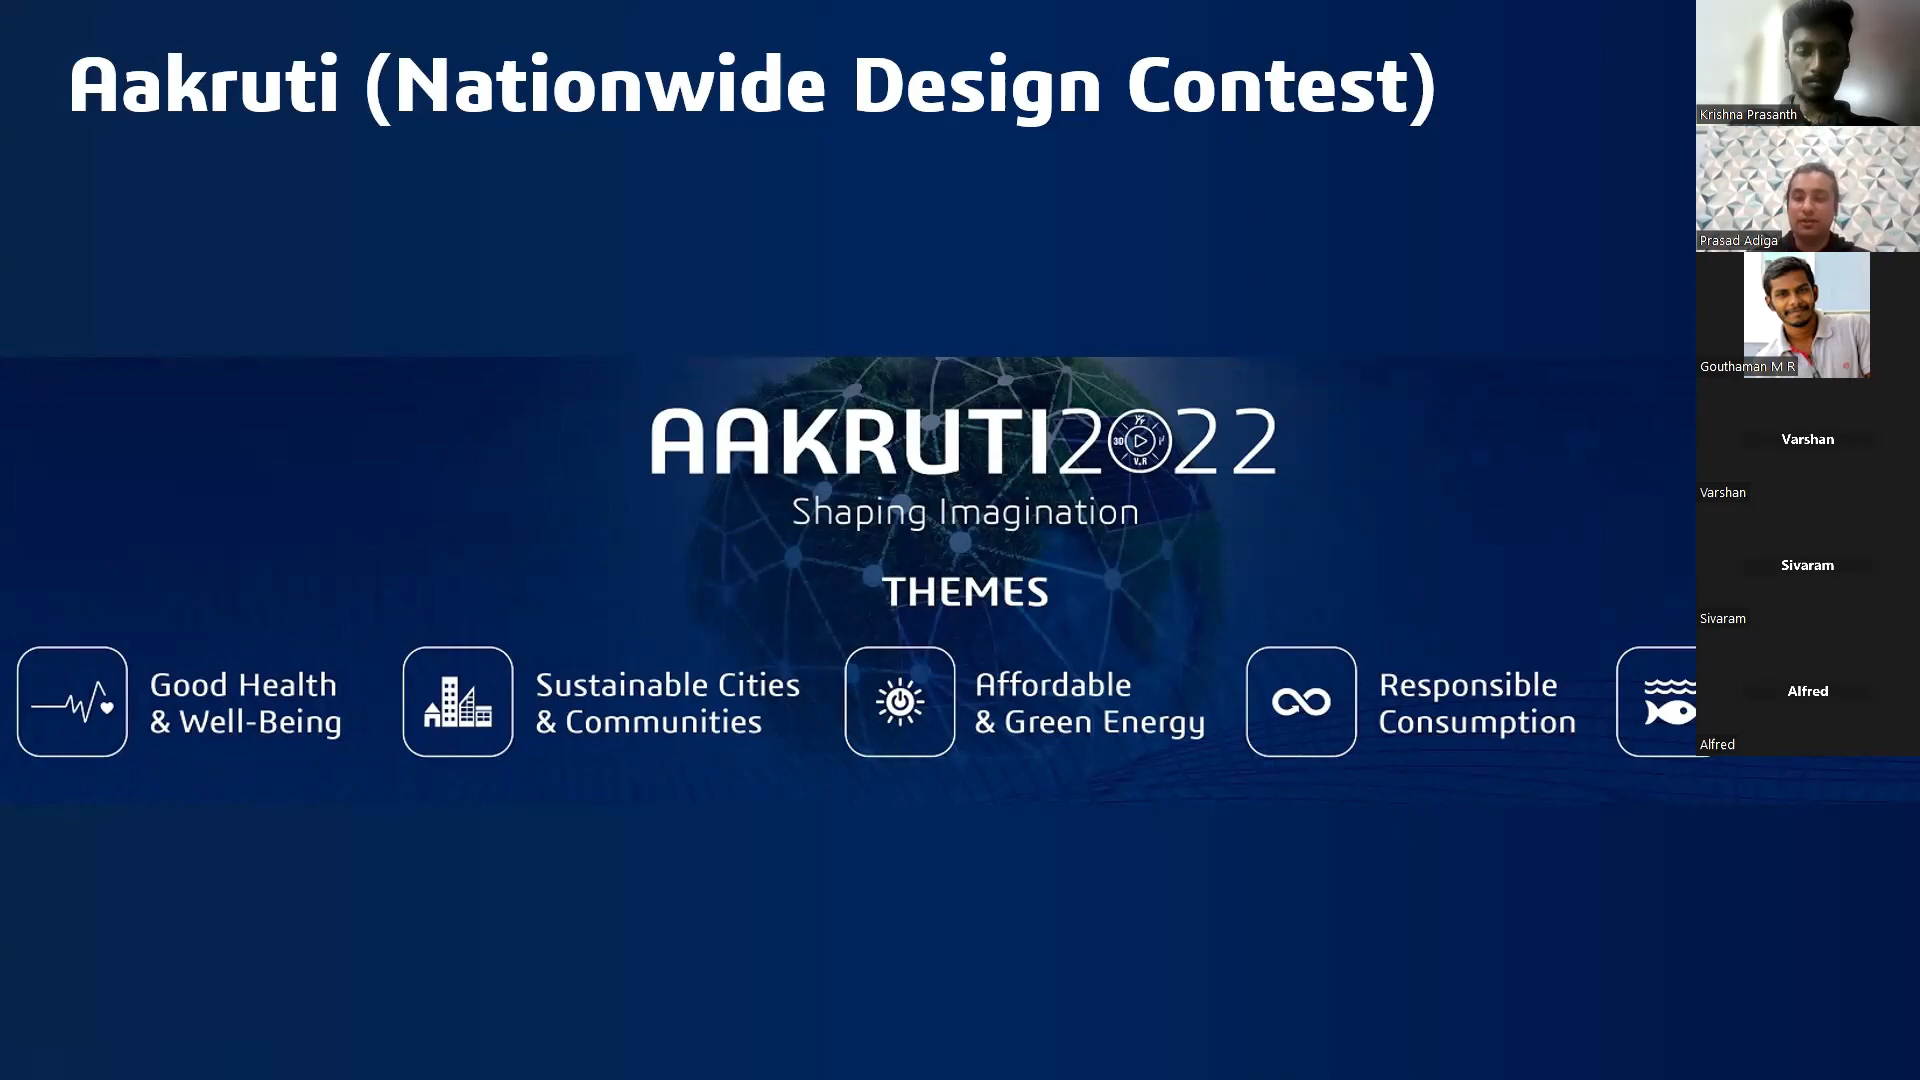 Aakruti (Nationwide Design Contest)
AAKRUTI2022
3D
V,R
Shaping Imagination
THEMES
Good Health
& Well-Being
Sustainable Cities
& Communities
Affordable
& Green Energy
Responsible
Consumption
Krishna Prasanth
Prasad Adiga
Gouthaman M R
Varshan
Varshan
Sivaram
Sivaram
Alfred
Alfred